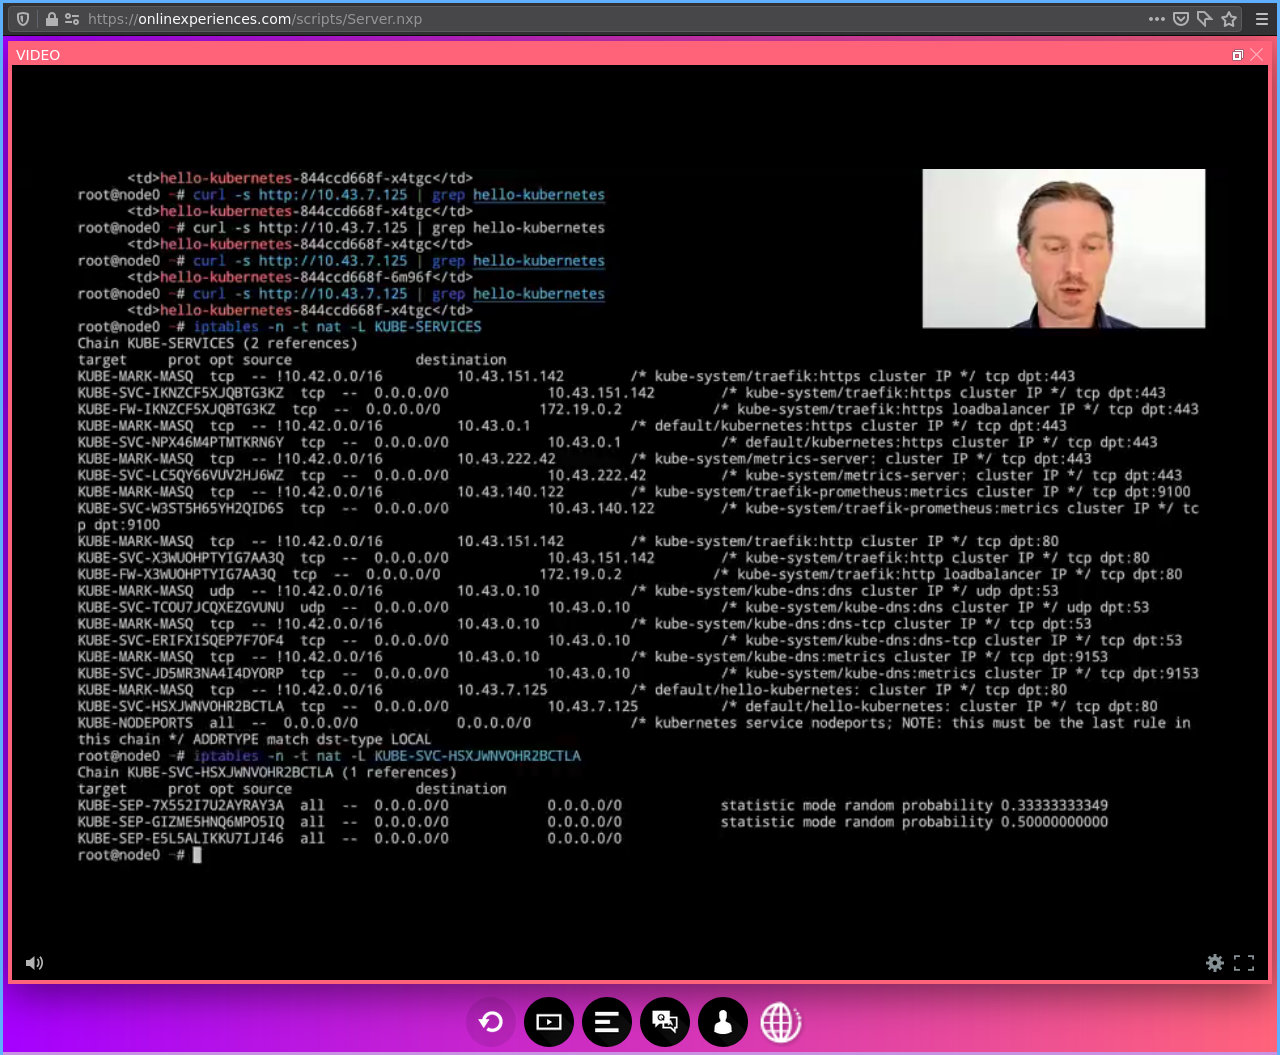 https://onlinexperiences.com/scripts/Server.nxp
VIDEO
<td>hello-kubernetes-844ccd668f-x4tgc</td>
root@node0 ~# curl -s http://10.43.7.125 | grep hello-kubernetes
<td>hello-kubernetes-844ccd668f-x4tgc</td>
root@node0 ~# curl -s http://10.43.7.125 | grep hello-kubernetes
<td>hello-kubernetes-844ccd668f-x4tgc</td>
root@node0 ~# curl -s http://10.43.7.125 | grep hello-kubernetes
<td>hello-kubernetes-844ccd668f-6m96f</td>
root@node0 ~# curl -s http://10.43.7.125 | grep hello-kubernetes
<td>hello-kubernetes-844ccd668f-x4tgc</td>
root@node0 ~# iptables -n -t nat -L KUBE-SERVICES
Chain KUBE-SERVICES (2 references)
target     prot opt source               destination
KUBE-MARK-MASQ  tcp  -- !10.42.0.0/16         10.43.151.142        /* kube-system/traefik:https cluster IP */ tcp dpt:443
KUBE-SVC-IKNZCF5XJQBTG3KZ  tcp  --  0.0.0.0/0            10.43.151.142        /* kube-system/traefik:https cluster IP */ tcp dpt:443
KUBE-FW-IKNZCF5XJQBTG3KZ  tcp  --  0.0.0.0/0            172.19.0.2           /* kube-system/traefik:https loadbalancer IP */ tcp dpt:443
KUBE-MARK-MASQ  tcp  -- !10.42.0.0/16         10.43.0.1            /* default/kubernetes:https cluster IP */ tcp dpt:443
KUBE-SVC-NPX46M4PTMTKRN6Y  tcp  --  0.0.0.0/0            10.43.0.1            /* default/kubernetes:https cluster IP */ tcp dpt:443
KUBE-MARK-MASQ  tcp  -- !10.42.0.0/16         10.43.222.42         /* kube-system/metrics-server: cluster IP */ tcp dpt:443
KUBE-SVC-LC5QY66VUV2HJ6WZ  tcp  --  0.0.0.0/0            10.43.222.42         /* kube-system/metrics-server: cluster IP */ tcp dpt:443
KUBE-MARK-MASQ  tcp  -- !10.42.0.0/16         10.43.140.122        /* kube-system/traefik-prometheus:metrics cluster IP */ tcp dpt:9100
KUBE-SVC-W3ST5H65YH2QID6S  tcp  --  0.0.0.0/0            10.43.140.122        /* kube-system/traefik-prometheus:metrics cluster IP */ tc
p dpt:9100
KUBE-MARK-MASQ  tcp  -- !10.42.0.0/16         10.43.151.142        /* kube-system/traefik:http cluster IP */ tcp dpt:80
KUBE-SVC-X3WUOHPTYIG7AA3Q  tcp  --  0.0.0.0/0            10.43.151.142        /* kube-system/traefik:http cluster IP */ tcp dpt:80
KUBE-FW-X3WUOHPTYIG7AA3Q  tcp  --  0.0.0.0/0            172.19.0.2           /* kube-system/traefik:http loadbalancer IP */ tcp dpt:80
KUBE-MARK-MASQ  udp  -- !10.42.0.0/16         10.43.0.10           /* kube-system/kube-dns:dns cluster IP */ udp dpt:53
KUBE-SVC-TCOU7JCQXEZGVUNU  udp  --  0.0.0.0/0            10.43.0.10           /* kube-system/kube-dns:dns cluster IP */ udp dpt:53
KUBE-MARK-MASQ  tcp  -- !10.42.0.0/16         10.43.0.10           /* kube-system/kube-dns:dns-tcp cluster IP */ tcp dpt:53
KUBE-SVC-ERIFXISQEP7F7OF4  tcp  --  0.0.0.0/0            10.43.0.10           /* kube-system/kube-dns:dns-tcp cluster IP */ tcp dpt:53
KUBE-MARK-MASQ  tcp  -- !10.42.0.0/16         10.43.0.10           /* kube-system/kube-dns:metrics cluster IP */ tcp dpt:9153
KUBE-SVC-JD5MR3NA4I4DYORP  tcp  --  0.0.0.0/0            10.43.0.10           /* kube-system/kube-dns:metrics cluster IP */ tcp dpt:9153
KUBE-MARK-MASQ  tcp  -- !10.42.0.0/16         10.43.7.125          /* default/hello-kubernetes: cluster IP */ tcp dpt:80
KUBE-SVC-HSXJWNVOHR2BCTLA  tcp  --  0.0.0.0/0            10.43.7.125          /* default/hello-kubernetes: cluster IP */ tcp dpt:80
KUBE-NODEPORTS  all  --  0.0.0.0/0            0.0.0.0/0            /* kubernetes service nodeports; NOTE: this must be the last rule in
this chain */ ADDRTYPE match dst-type LOCAL
root@node0 ~# iptables -n -t nat -L KUBE-SVC-HSXJWNVOHR2BCTLA
Chain KUBE-SVC-HSXJWNVOHR2BCTLA (1 references)
target     prot opt source               destination
KUBE-SEP-7X552I7U2AYRAY3A  all  --  0.0.0.0/0            0.0.0.0/0            statistic mode random probability 0.33333333349
KUBE-SEP-GIZME5HNQ6MPO5IQ  all  --  0.0.0.0/0            0.0.0.0/0            statistic mode random probability 0.50000000000
KUBE-SEP-E5L5ALIKKU7IJI46  all  --  0.0.0.0/0            0.0.0.0/0
root@node0 ~#